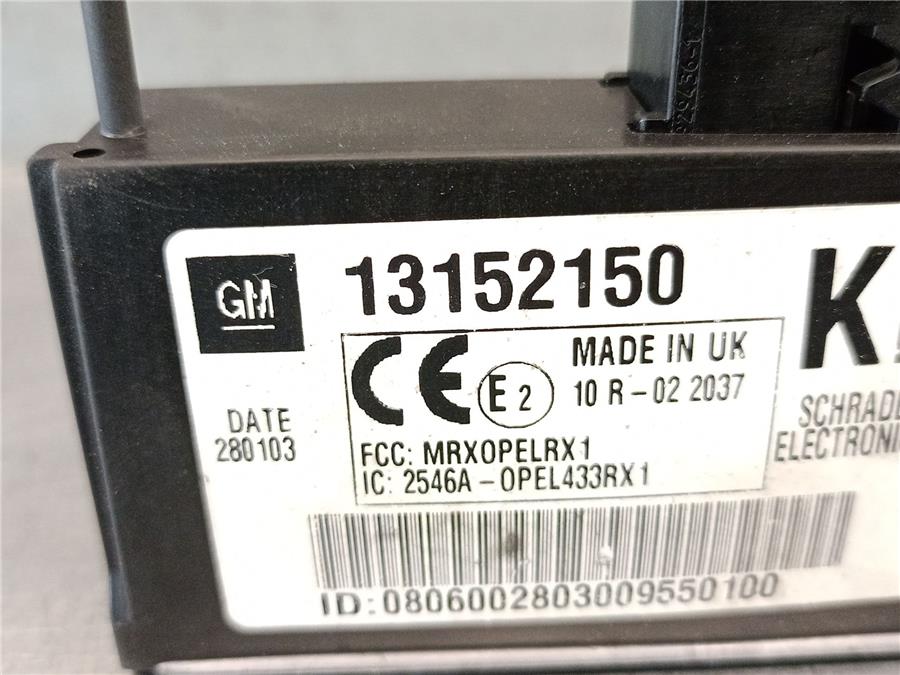 GM
13152150
MADE IN UK
E2
10 R-02 2037
DATE
280103
FCC: MRXOPELRX1
IC: 2546A-OPEL433RX1
ID:0806002803009550100
K
SCHRADE
ELECTRONI